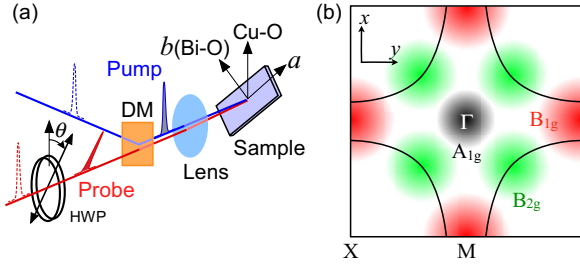 (a)
Cu-O
b(Bi-O)
a
Pump
DM
θ
Lens
Sample
Probe
HWP
(b)
x
y
Γ
A1g
B1g
B2g
X
M